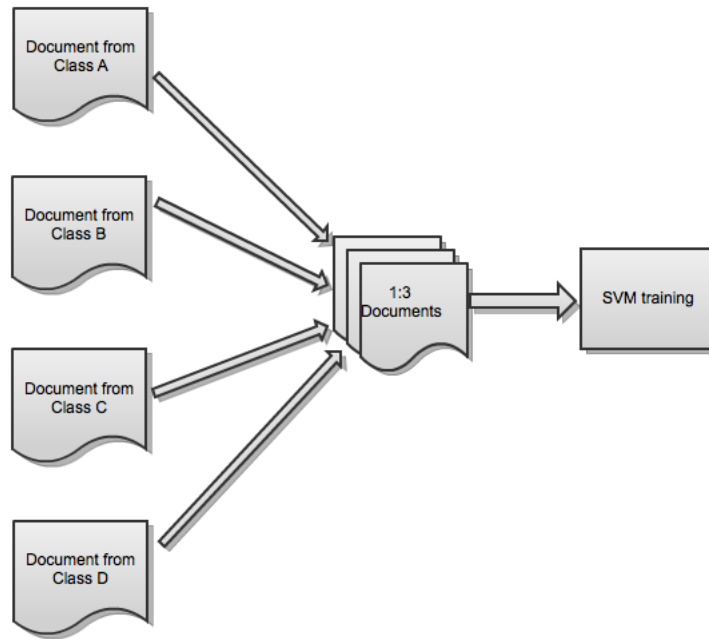 Document from
Class A
Document from
Class B
1:3
Documents
SVM training
Document from
Class C
Document from
Class D